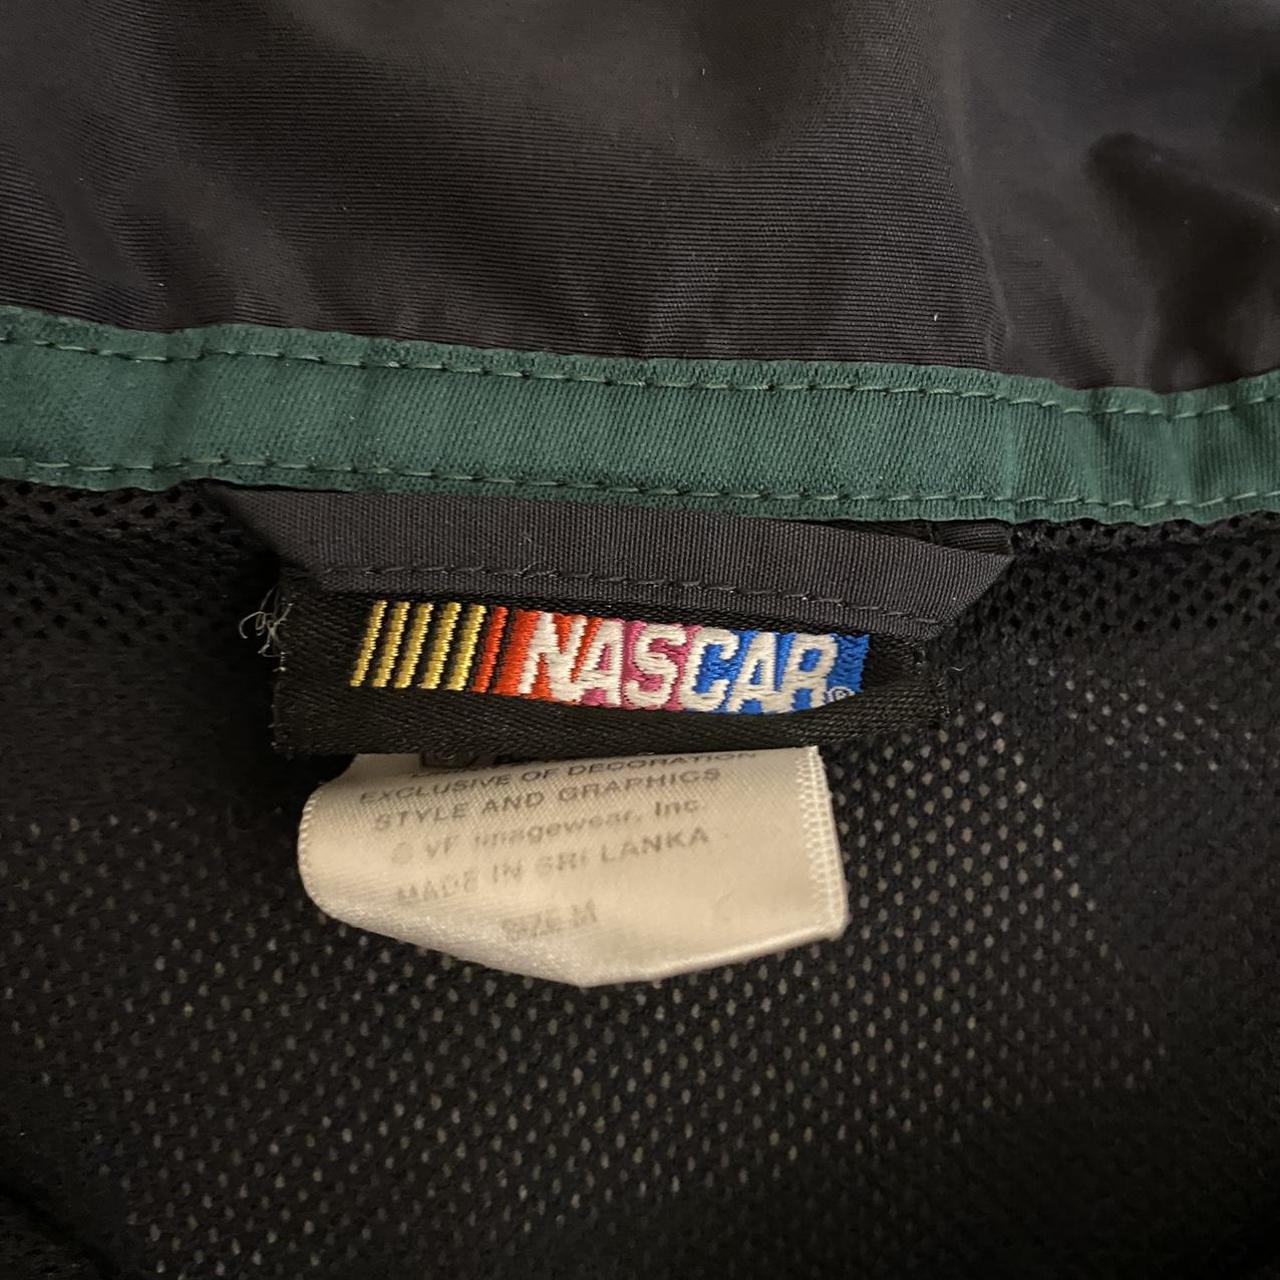 NASCAR®
EXCLUSIVE OF DECORATION
STYLE AND GRAPHICS
© VF Imagewear, Inc.
MADE IN SRI LANKA
SIZE M